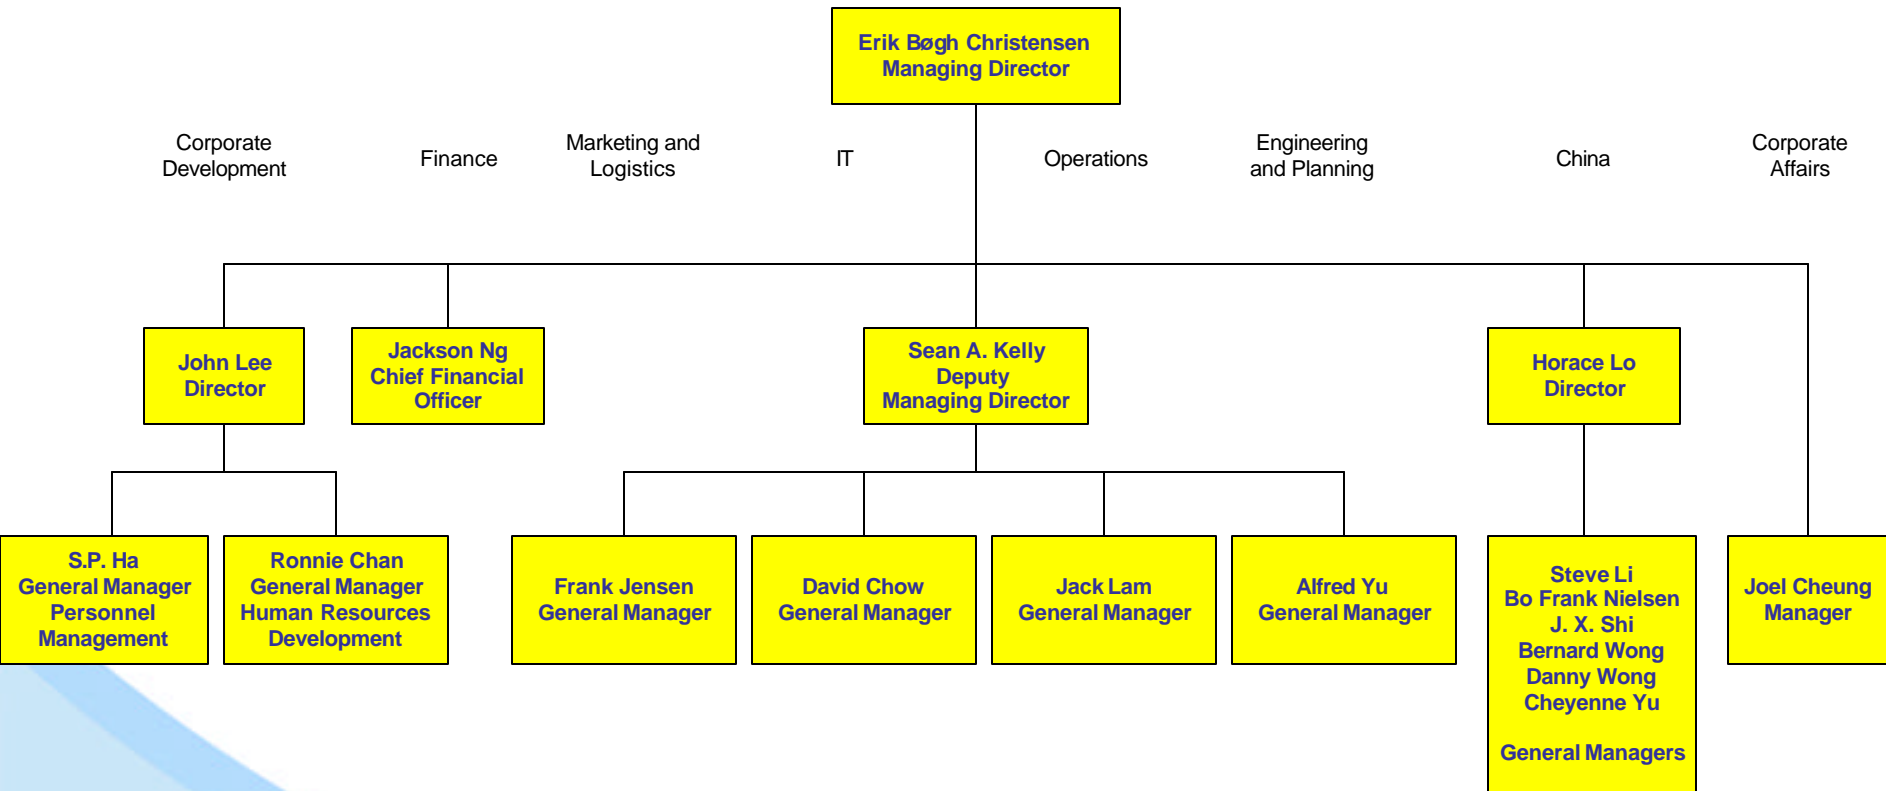 Erik Bøgh Christensen
Managing Director
Corporate
Development
Finance
Marketing and
Logistics
IT
Operations
Engineering
and Planning
China
Corporate
Affairs
John Lee
Director
Jackson Ng
Chief Financial
Officer
Sean A. Kelly
Deputy
Managing Director
Horace Lo
Director
S.P. Ha
General Manager
Personnel
Management
Ronnie Chan
General Manager
Human Resources
Development
Frank Jensen
General Manager
David Chow
General Manager
Jack Lam
General Manager
Alfred Yu
General Manager
Steve Li
Bo Frank Nielsen
J. X. Shi
Bernard Wong
Danny Wong
Cheyenne Yu
General Managers
Joel Cheung
Manager